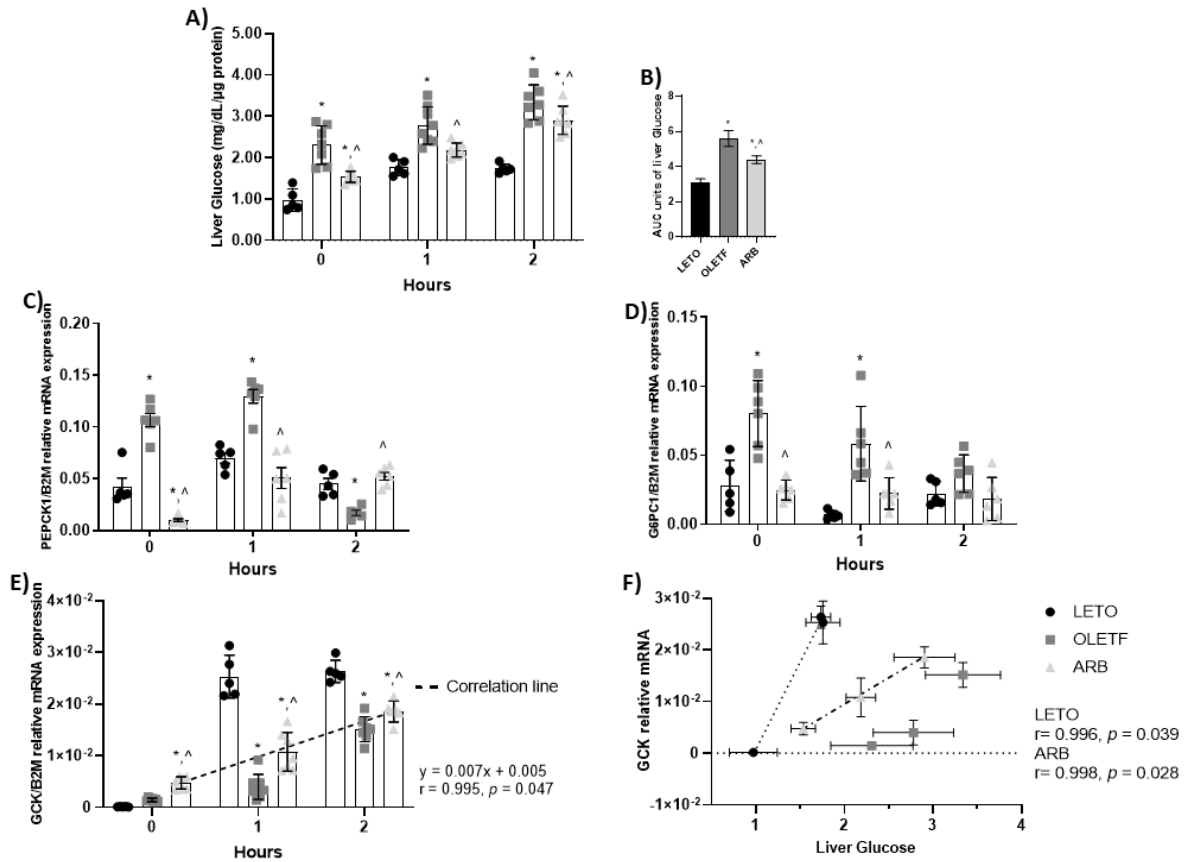 A)
Liver Glucose (mg/dL/µg protein)
5.00
4.00
3.00
2.00
1.00
0.00
*
*,^
*
^
*
*,^
0
1
2
Hours
B)
AUC units of liver Glucose
8
6
4
2
0
*
*,^
LETO
OLETF
ARB
C)
PEPCK1/B2M relative mRNA expression
0.20
0.15
0.10
0.05
0.00
*
*,^
*
^
*
^
0
1
2
Hours
D)
G6PC1/B2M relative mRNA expression
0.15
0.10
0.05
0.00
*
^
*
^
0
1
2
Hours
E)
GCK/B2M relative mRNA expression
4×10-2
3×10-2
2×10-2
1×10-2
0
*,^
*
*,^
*
*,^
0
1
2
Hours
Correlation line
y = 0.007x + 0.005
r = 0.995, p = 0.047
F)
GCK relative mRNA
3×10-2
2×10-2
1×10-2
0
-1×10-2
1
2
3
4
Liver Glucose
LETO
OLETF
ARB
LETO
r= 0.996, p = 0.039
ARB
r= 0.998, p = 0.028